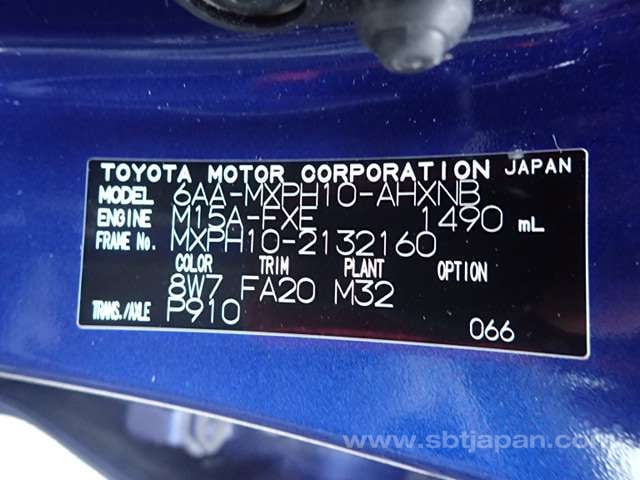 TOYOTA MOTOR CORPORATION JAPAN
MODEL 6AA-MXPH10-AHXNB
ENGINE M15A-FXE 1490 mL
FRAME No. MXPH10-2132160
COLOR TRIM PLANT OPTION
8W7 FA20 M32
TRANS./AXLE P910
066
www.sbtjapan.com